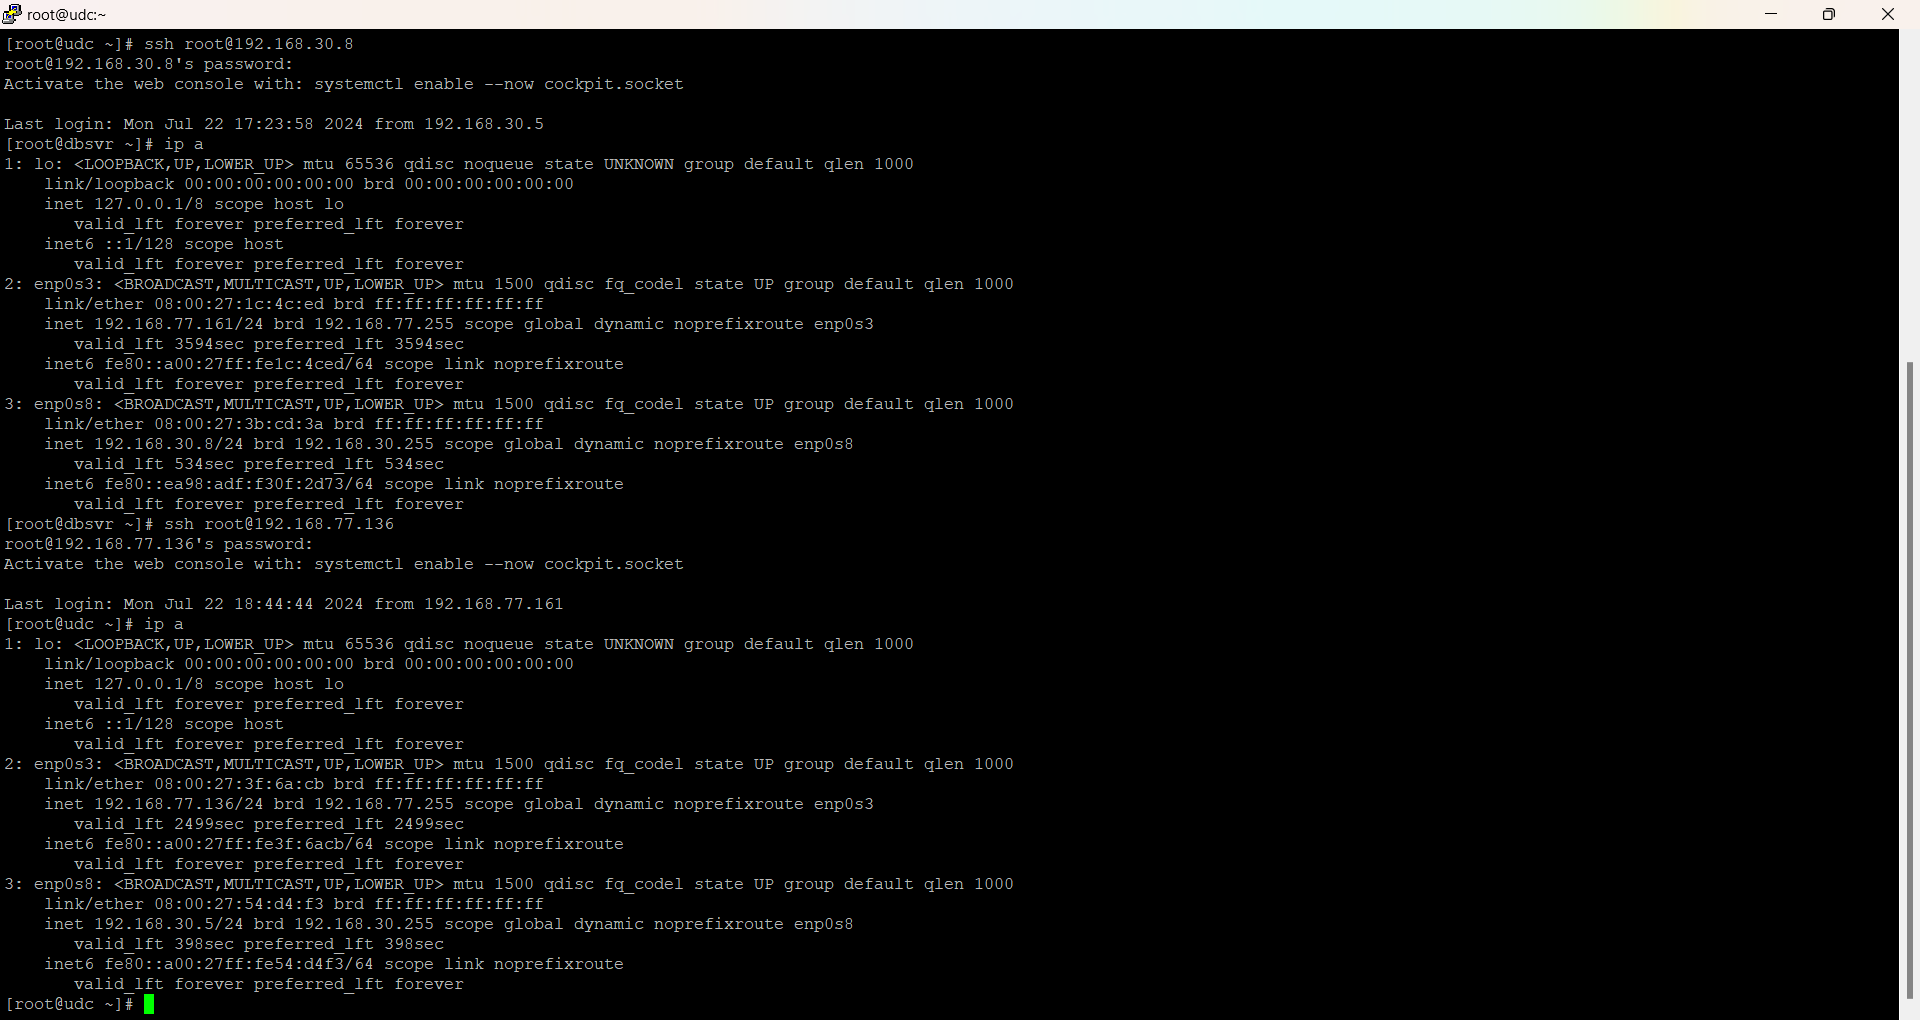 root@udc:~
[root@udc ~]# ssh root@192.168.30.8
root@192.168.30.8's password:
Activate the web console with: systemctl enable --now cockpit.socket

Last login: Mon Jul 22 17:23:58 2024 from 192.168.30.5
[root@dbsvr ~]# ip a
1: lo: <LOOPBACK,UP,LOWER_UP> mtu 65536 qdisc noqueue state UNKNOWN group default qlen 1000
    link/loopback 00:00:00:00:00:00 brd 00:00:00:00:00:00
    inet 127.0.0.1/8 scope host lo
       valid_lft forever preferred_lft forever
    inet6 ::1/128 scope host
       valid_lft forever preferred_lft forever
2: enp0s3: <BROADCAST,MULTICAST,UP,LOWER_UP> mtu 1500 qdisc fq_codel state UP group default qlen 1000
    link/ether 08:00:27:1c:4c:ed brd ff:ff:ff:ff:ff:ff
    inet 192.168.77.161/24 brd 192.168.77.255 scope global dynamic noprefixroute enp0s3
       valid_lft 3594sec preferred_lft 3594sec
    inet6 fe80::a00:27ff:fe1c:4ced/64 scope link noprefixroute
       valid_lft forever preferred_lft forever
3: enp0s8: <BROADCAST,MULTICAST,UP,LOWER_UP> mtu 1500 qdisc fq_codel state UP group default qlen 1000
    link/ether 08:00:27:3b:cd:3a brd ff:ff:ff:ff:ff:ff
    inet 192.168.30.8/24 brd 192.168.30.255 scope global dynamic noprefixroute enp0s8
       valid_lft 534sec preferred_lft 534sec
    inet6 fe80::ea98:adf:f30f:2d73/64 scope link noprefixroute
       valid_lft forever preferred_lft forever
[root@dbsvr ~]# ssh root@192.168.77.136
root@192.168.77.136's password:
Activate the web console with: systemctl enable --now cockpit.socket

Last login: Mon Jul 22 18:44:44 2024 from 192.168.77.161
[root@udc ~]# ip a
1: lo: <LOOPBACK,UP,LOWER_UP> mtu 65536 qdisc noqueue state UNKNOWN group default qlen 1000
    link/loopback 00:00:00:00:00:00 brd 00:00:00:00:00:00
    inet 127.0.0.1/8 scope host lo
       valid_lft forever preferred_lft forever
    inet6 ::1/128 scope host
       valid_lft forever preferred_lft forever
2: enp0s3: <BROADCAST,MULTICAST,UP,LOWER_UP> mtu 1500 qdisc fq_codel state UP group default qlen 1000
    link/ether 08:00:27:3f:6a:cb brd ff:ff:ff:ff:ff:ff
    inet 192.168.77.136/24 brd 192.168.77.255 scope global dynamic noprefixroute enp0s3
       valid_lft 2499sec preferred_lft 2499sec
    inet6 fe80::a00:27ff:fe3f:6acb/64 scope link noprefixroute
       valid_lft forever preferred_lft forever
3: enp0s8: <BROADCAST,MULTICAST,UP,LOWER_UP> mtu 1500 qdisc fq_codel state UP group default qlen 1000
    link/ether 08:00:27:54:d4:f3 brd ff:ff:ff:ff:ff:ff
    inet 192.168.30.5/24 brd 192.168.30.255 scope global dynamic noprefixroute enp0s8
       valid_lft 398sec preferred_lft 398sec
    inet6 fe80::a00:27ff:fe54:d4f3/64 scope link noprefixroute
       valid_lft forever preferred_lft forever
[root@udc ~]#